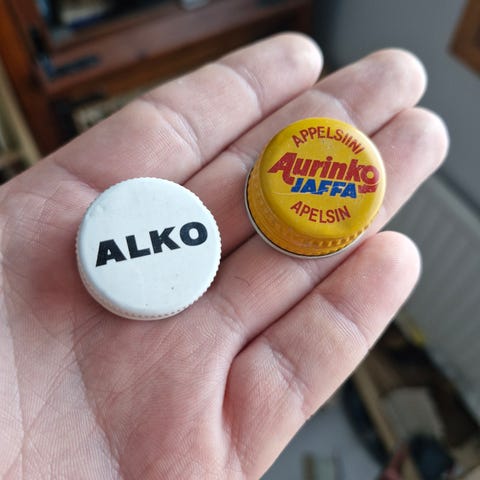 ALKO
APPELSIINI
Aurinko
JAFFA
APELSIN